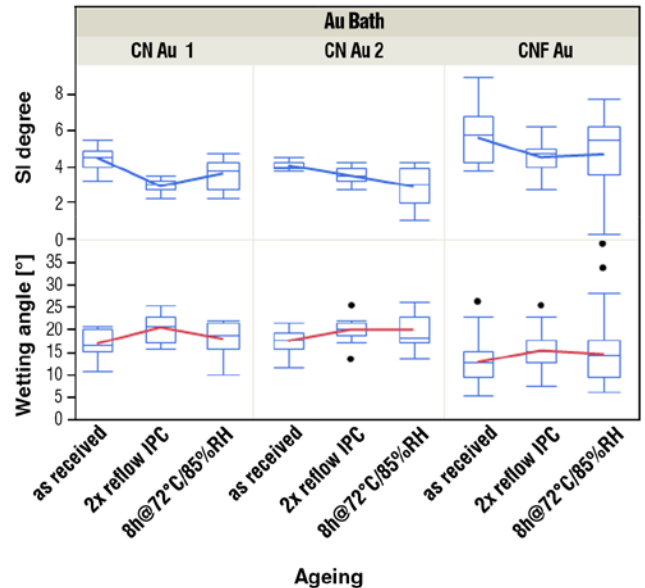 Au Bath
CN Au 1
CN Au 2
CNF Au
SI degree
8
6
4
2
0
Wetting angle [°]
35
30
25
20
15
10
5
0
as received
2x reflow IPC
8h@72°C/85%RH
as received
2x reflow IPC
8h@72°C/85%RH
as received
2x reflow IPC
8h@72°C/85%RH
Ageing